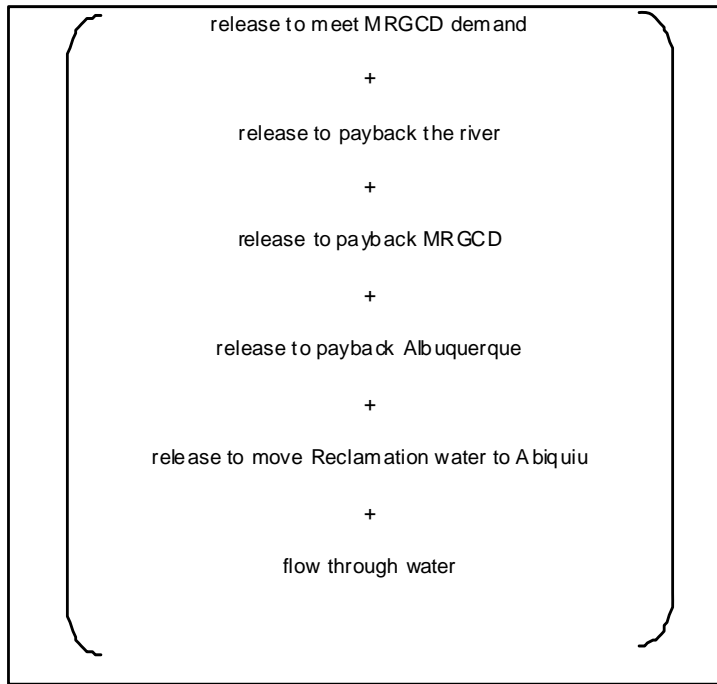 release to meet MRGCD demand
+
release to payback the river
+
release to payback MRGCD
+
release to payback Albuquerque
+
release to move Reclamation water to Abiquiu
+
flow through water